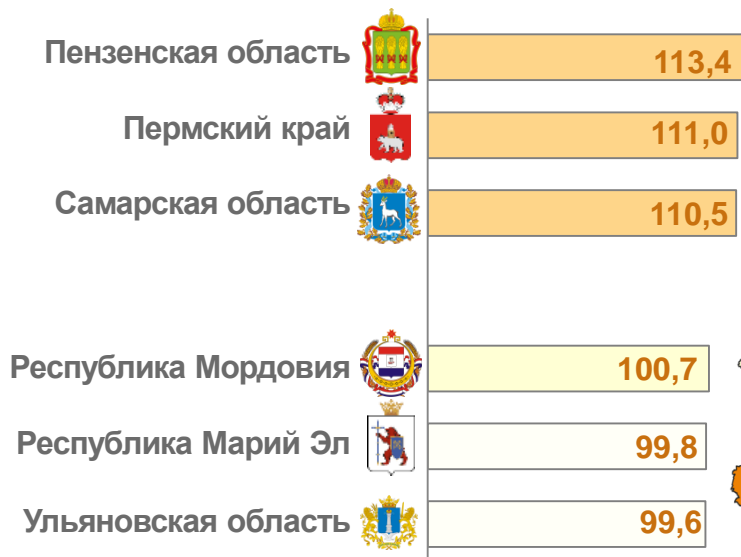 Пензенская область 113,4
Пермский край 111,0
Самарская область 110,5
Республика Мордовия 100,7
Республика Марий Эл 99,8
Ульяновская область 99,6